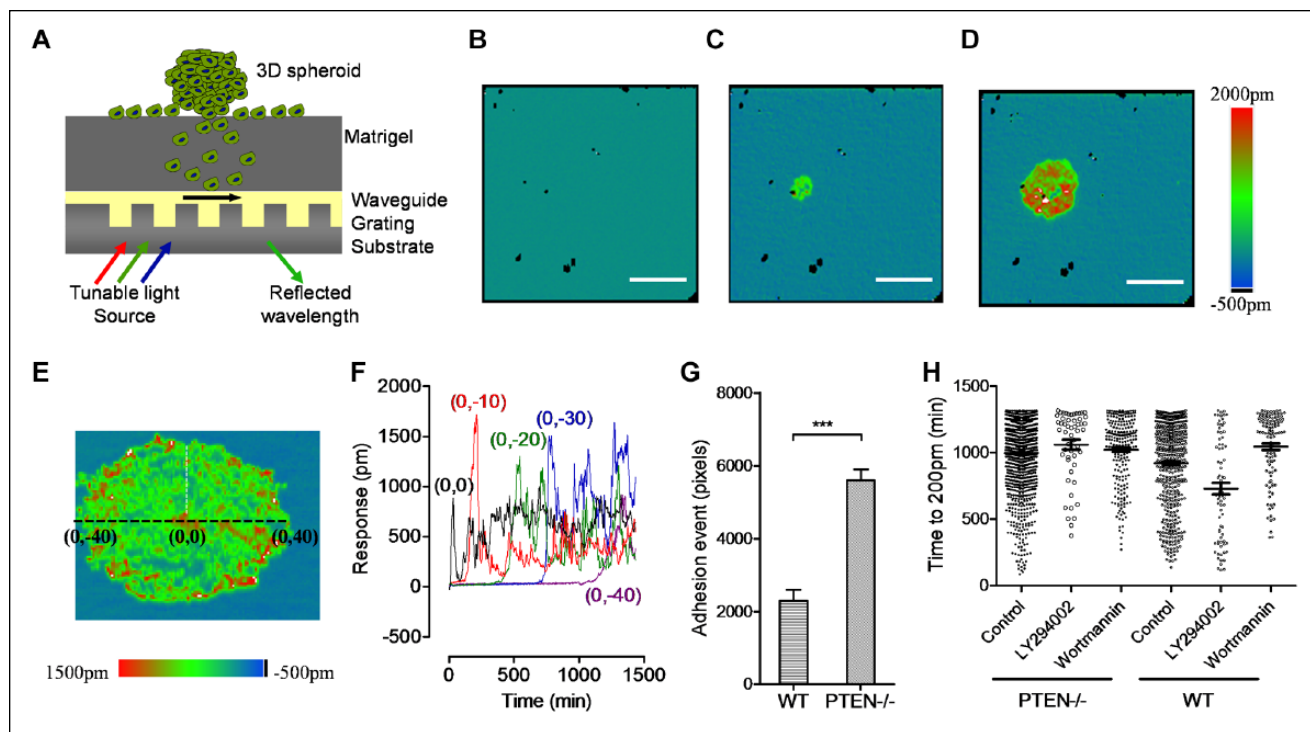 A
3D spheroid
Matrigel
Waveguide
Grating
Substrate
Tunable light
Source
Reflected
wavelength
B
C
D
2000pm
-500pm
E
(0,-40)
(0,0)
(0,40)
1500pm
-500pm
F
Response (pm)
2000
1500
1000
500
0
-500
(0,-10)
(0,-20)
(0,-30)
(0,0)
(0,-40)
0
500
1000
1500
Time (min)
G
Adhesion event (pixels)
8000
6000
4000
2000
0
***
WT
PTEN-/-
H
Time to 200pm (min)
1500
1000
500
0
Control
LY294002
Wortmannin
Control
LY294002
Wortmannin
PTEN-/-
WT